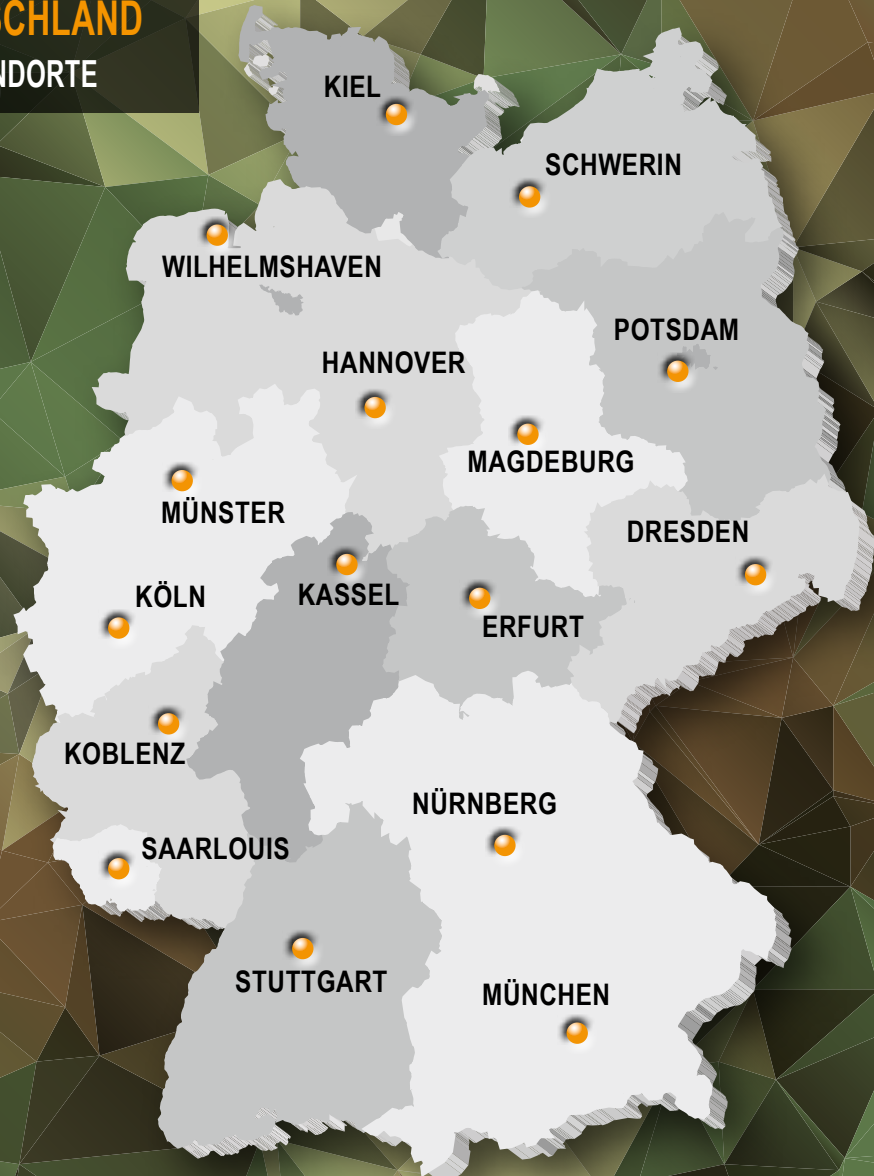 SCHLAND
NDORTE
KIEL
SCHWERIN
WILHELMSHAVEN
POTSDAM
HANNOVER
MAGDEBURG
MÜNSTER
DRESDEN
KÖLN
KASSEL
ERFURT
KOBLENZ
NÜRNBERG
SAARLOUIS
STUTTGART
MÜNCHEN